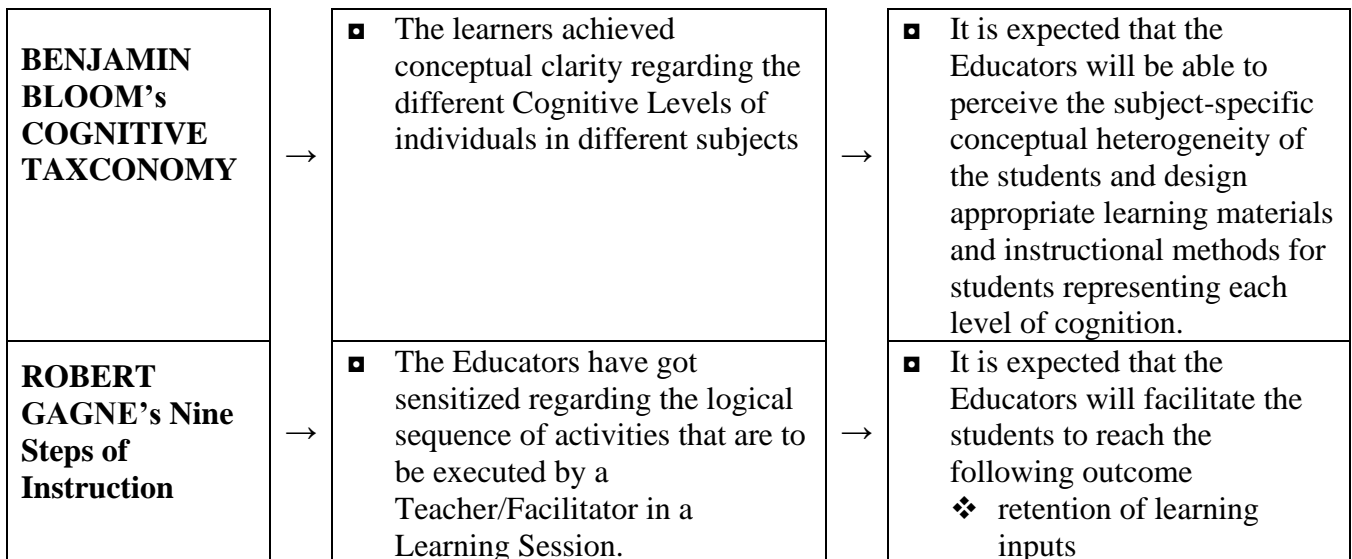 BENJAMIN
BLOOM's
COGNITIVE
TAXCONOMY
→
◘ The learners achieved
conceptual clarity regarding the
different Cognitive Levels of
individuals in different subjects
→
◘ It is expected that the
Educators will be able to
perceive the subject-specific
conceptual heterogeneity of
the students and design
appropriate learning materials
and instructional methods for
students representing each
level of cognition.
ROBERT
GAGNE's Nine
Steps of
Instruction
→
◘ The Educators have got
sensitized regarding the logical
sequence of activities that are to
be executed by a
Teacher/Facilitator in a
Learning Session.
→
◘ It is expected that the
Educators will facilitate the
students to reach the
following outcome
❖ retention of learning
inputs